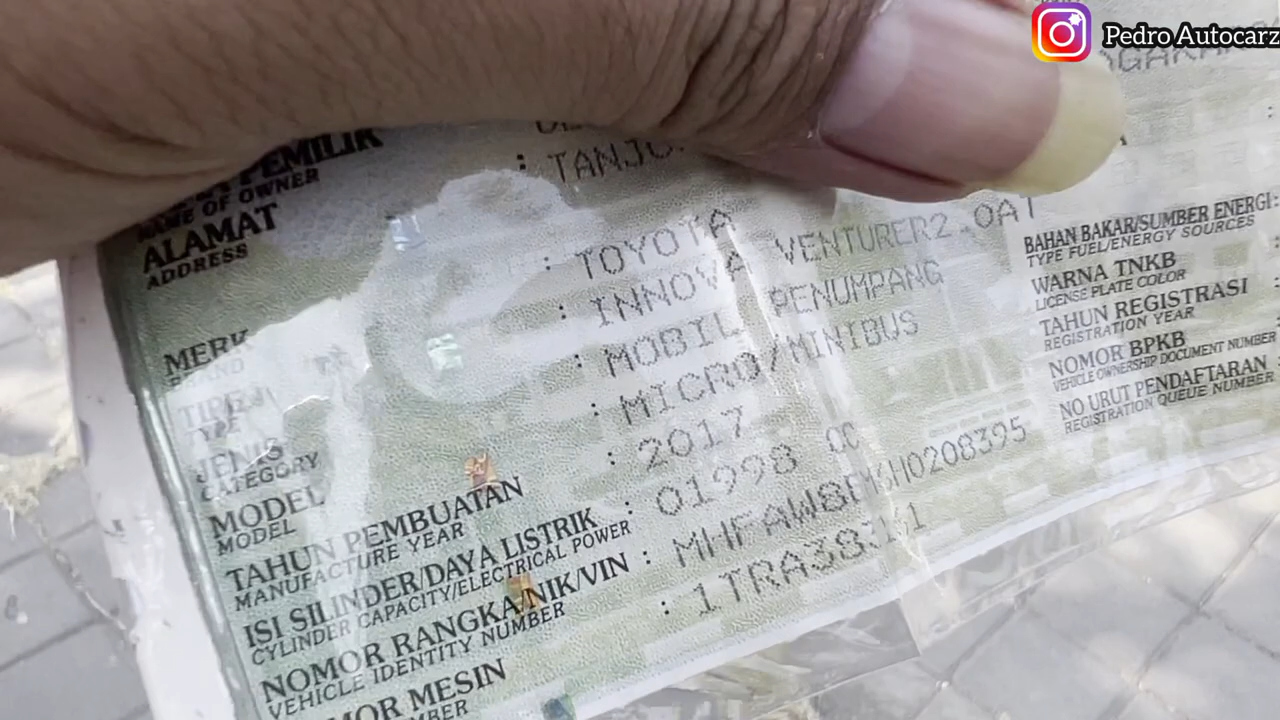 Pedro Autocarz
PEMILIK
NAME OF OWNER
ALAMAT : TANJU
ADDRESS
MERK : TOYOTA
BRAND
TIPE : INNOVA VENTURER2.0AT
TYPE
JENIS : MOBIL PENUMPANG
CATEGORY
MODEL : MICRO/MINIBUS
MODEL
TAHUN PEMBUATAN : 2017
MANUFACTURE YEAR
ISI SILINDER/DAYA LISTRIK : 01998 CC
CYLINDER CAPACITY/ELECTRICAL POWER
NOMOR RANGKA/NIK/VIN :
VEHICLE IDENTITY NUMBER
MESIN :
BAHAN BAKAR/SUMBER ENERGI :
TYPE FUEL/ENERGY SOURCES
WARNA TNKB
LICENSE PLATE COLOR
TAHUN REGISTRASI :
REGISTRATION YEAR
NOMOR BPKB
VEHICLE OWNERSHIP DOCUMENT NUMBER
NO URUT PENDAFTARAN
REGISTRATION QUEUE NUMBER